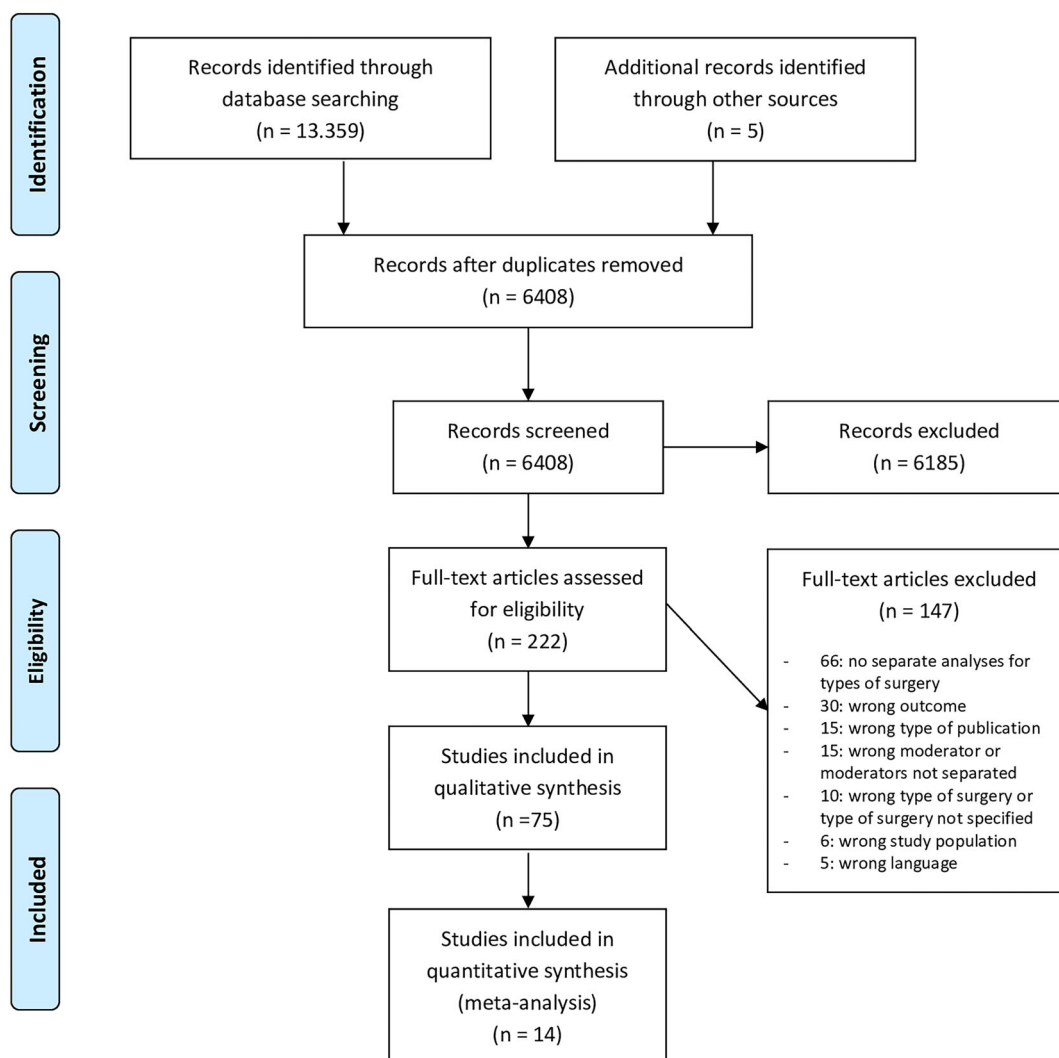 Identification
Records identified through
database searching
(n = 13.359)
Additional records identified
through other sources
(n = 5)
Records after duplicates removed
(n = 6408)
Screening
Records screened
(n = 6408)
Records excluded
(n = 6185)
Eligibility
Full-text articles assessed
for eligibility
(n = 222)
Full-text articles excluded
(n = 147)
- 66: no separate analyses for
types of surgery
- 30: wrong outcome
- 15: wrong type of publication
- 15: wrong moderator or
moderators not separated
- 10: wrong type of surgery or
type of surgery not specified
- 6: wrong study population
- 5: wrong language
Studies included in
qualitative synthesis
(n =75)
Included
Studies included in
quantitative synthesis
(meta-analysis)
(n = 14)